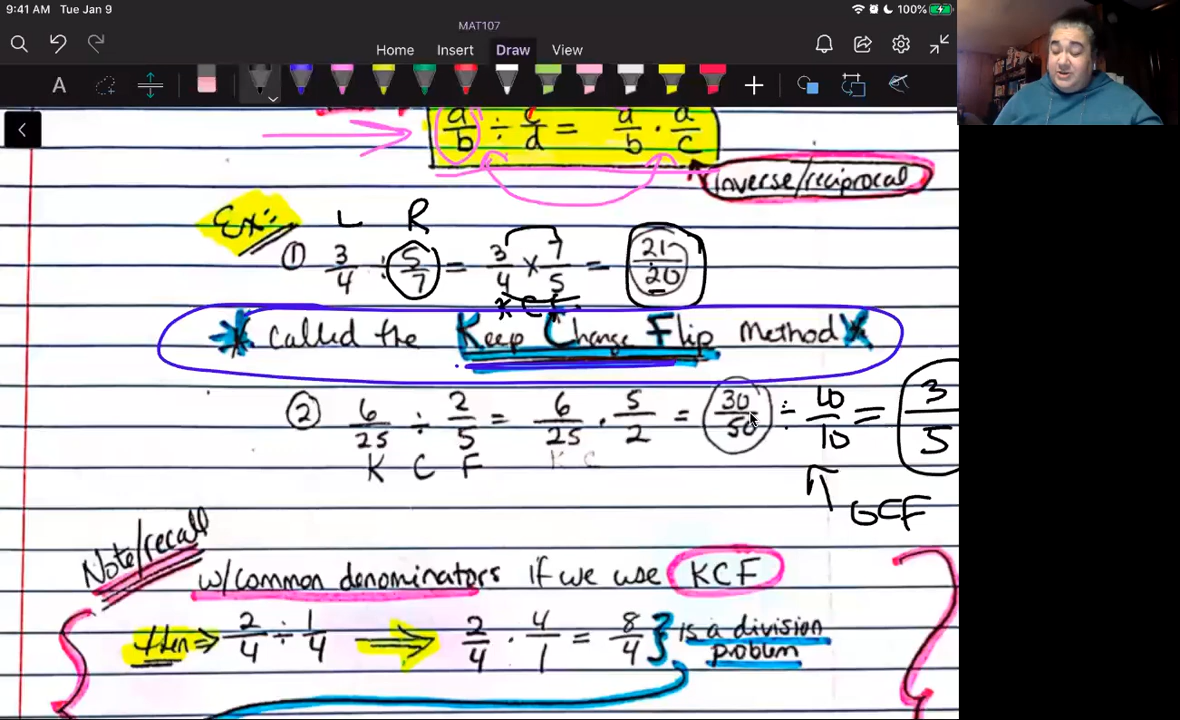 9:41 AM Tue Jan 9
100%
MAT107
Home Insert Draw View
a/b ÷ c/d = a/b · a/c
inverse/reciprocal
Ex:
L R
① 3/4 ÷ 5/7 = 3/4 × 7/5 = 21/20
K C F
* called the Keep Change Flip method *
② 6/25 ÷ 2/5 = 6/25 · 5/2 = 30/50 ÷ 10/10 = 3/5
K C F K C
GCF
Note/recall
w/common denominators if we use KCF
then ⇒ 2/4 ÷ 1/4 ⇒ 2/4 · 4/1 = 8/4 } is a division
problem